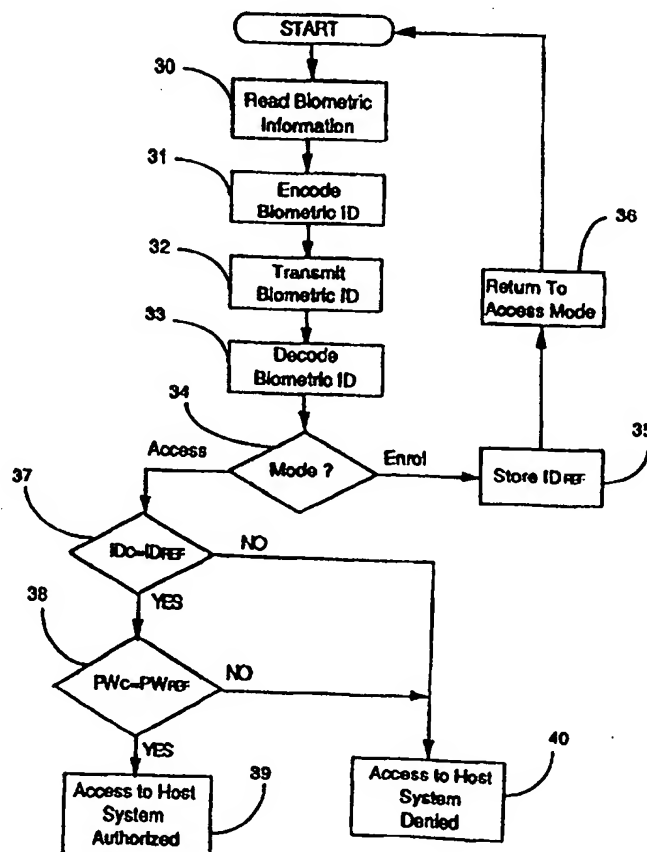 START
30
Read Biometric
Information
31
Encode
Biometric ID
32
Transmit
Biometric ID
36
Return To
Access Mode
33
Decode
Biometric ID
34
Access
Mode ?
Enrol
35
Store IDREF
37
IDC=IDREF
NO
YES
38
PWC=PWREF
NO
YES
39
Access to Host
System
Authorized
40
Access to Host
System
Denied